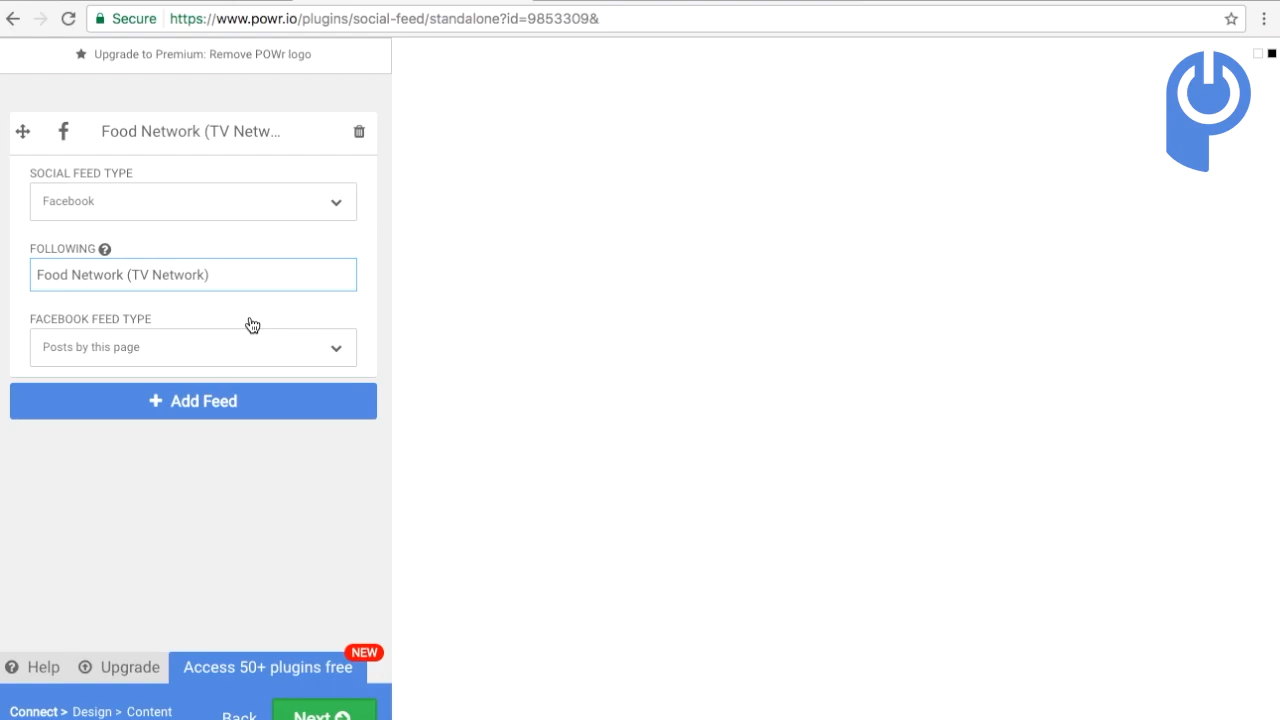 Secure https://www.powr.io/plugins/social-feed/standalone?id=9853309&
Upgrade to Premium: Remove POWr logo
Food Network (TV Netw...
SOCIAL FEED TYPE
Facebook
FOLLOWING
Food Network (TV Network)
FACEBOOK FEED TYPE
Posts by this page
+ Add Feed
NEW
Help Upgrade Access 50+ plugins free
Connect > Design > Content Back Next